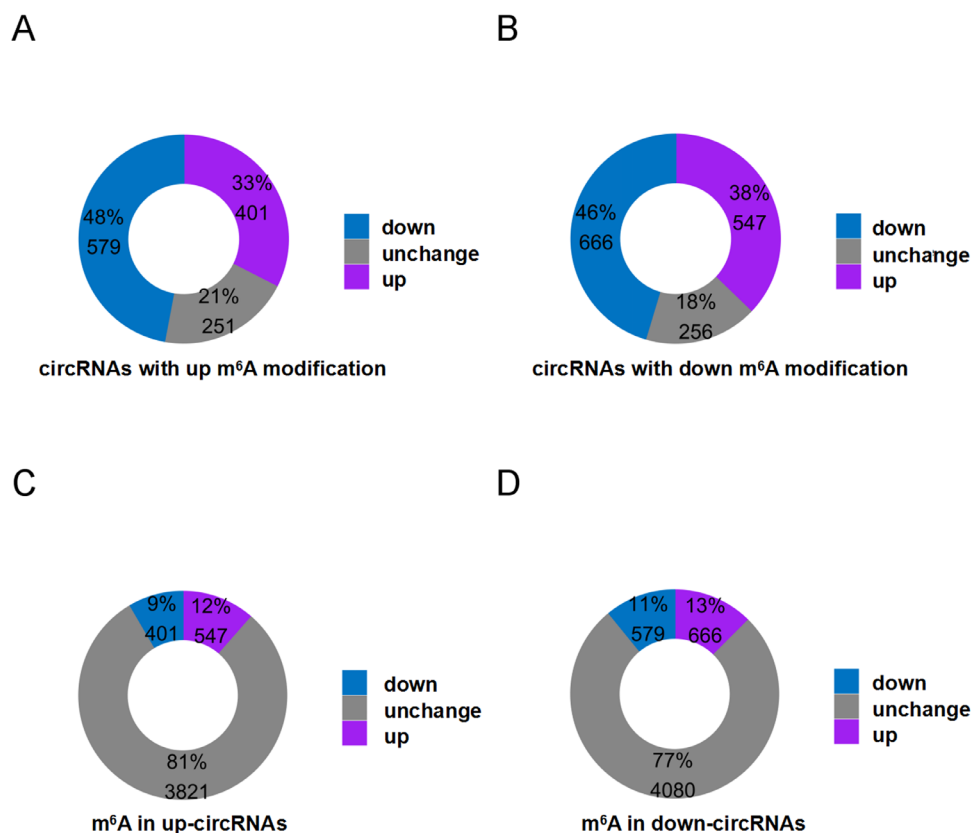 A
33%
401
48%
579
21%
251
down
unchange
up
circRNAs with up m⁶A modification
B
38%
547
46%
666
18%
256
down
unchange
up
circRNAs with down m⁶A modification
C
9%
401
12%
547
81%
3821
down
unchange
up
m⁶A in up-circRNAs
D
11%
579
13%
666
77%
4080
down
unchange
up
m⁶A in down-circRNAs